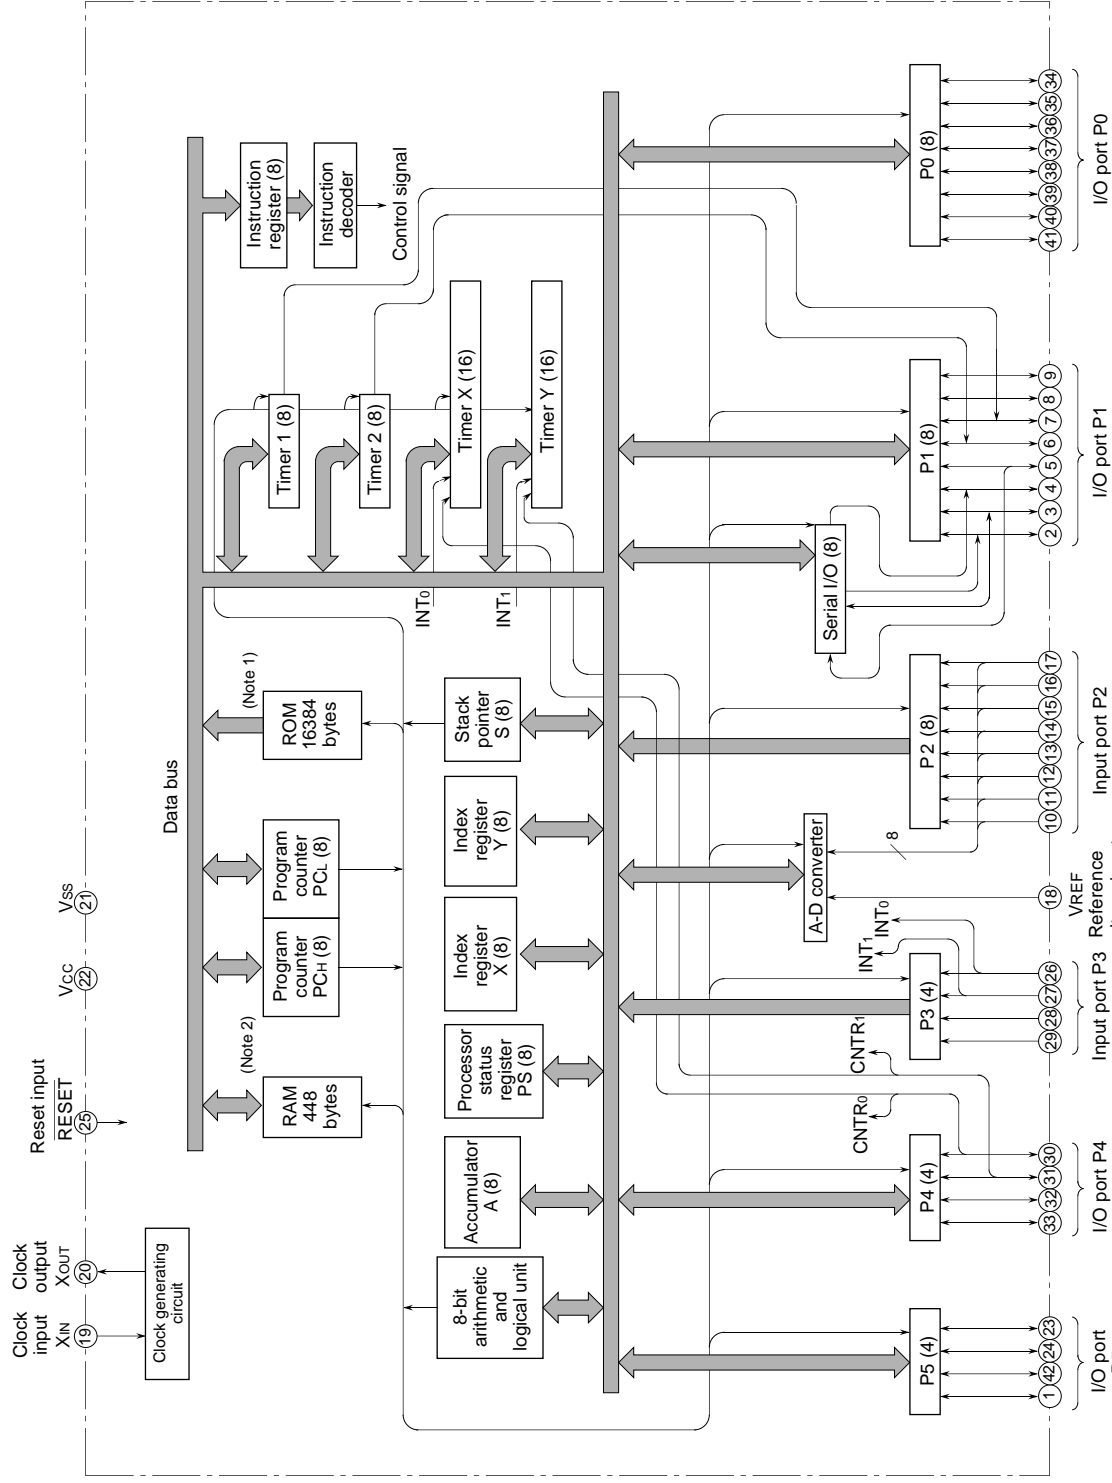 Clock
input
XIN
19
Clock
output
XOUT
20
Clock generating
circuit
Reset input
RESET
25
VCC
22
VSS
21
Data bus
(Note 2)
RAM
448
bytes
Program
counter
PCH (8)
Program
counter
PCL (8)
(Note 1)
ROM
16384
bytes
Instruction
register (8)
Instruction
decoder
Control signal
8-bit
arithmetic
and
logical unit
Accumulator
A (8)
Processor
status
register
PS (8)
Index
register
X (8)
Index
register
Y (8)
Stack
pointer
S (8)
INT0
INT1
Timer 1 (8)
Timer 2 (8)
Timer X (16)
Timer Y (16)
CNTR0
CNTR1
INT1
INT0
A-D converter
8
Serial I/O (8)
P5 (4)
P4 (4)
P3 (4)
P2 (8)
P1 (8)
P0 (8)
1 42 24 23
33 32 31 30
29 28 27 26
18
10 11 12 13 14 15 16 17
2 3 4 5 6 7 8 9
41 40 39 38 37 36 35 34
I/O port
I/O port P4
Input port P3
VREF
Reference
Input port P2
I/O port P1
I/O port P0